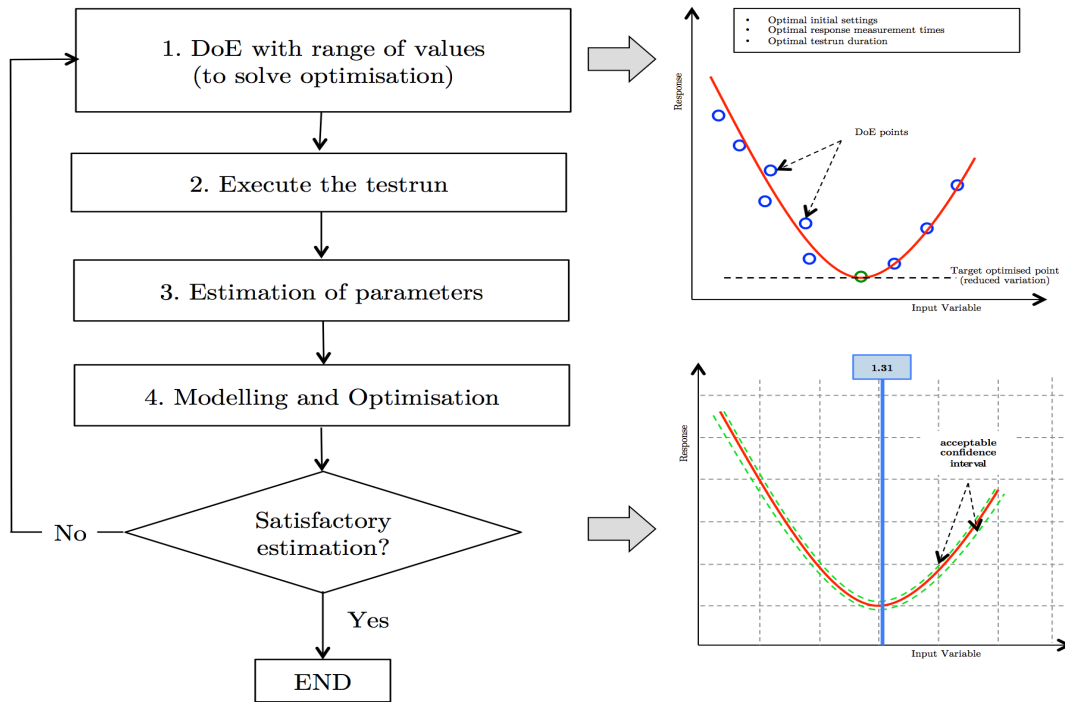 1. DoE with range of values
(to solve optimisation)
2. Execute the testrun
3. Estimation of parameters
4. Modelling and Optimisation
Satisfactory
estimation?
No
Yes
END
• Optimal initial settings
• Optimal response measurement times
• Optimal testrun duration
Response
DoE points
Target optimised point
(reduced variation)
Input Variable
1.31
Response
acceptable
confidence
interval
Input Variable